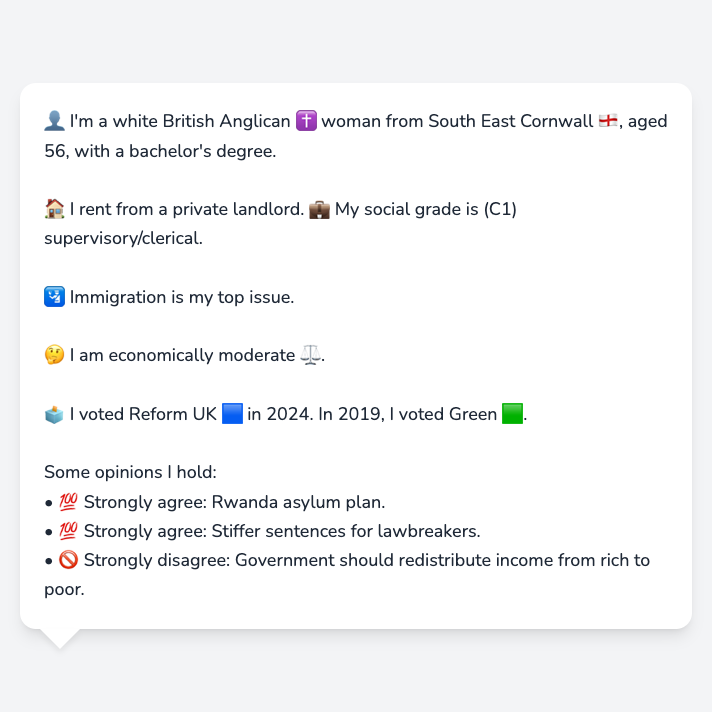 👤 I'm a white British Anglican ✝️ woman from South East Cornwall 🏴󠁧󠁢󠁥󠁮󠁧󠁿, aged
56, with a bachelor's degree.
🏠 I rent from a private landlord. 💼 My social grade is (C1)
supervisory/clerical.
🛂 Immigration is my top issue.
🤔 I am economically moderate ⚖️.
🗳️ I voted Reform UK 🟦 in 2024. In 2019, I voted Green 🟩.
Some opinions I hold:
• 💯 Strongly agree: Rwanda asylum plan.
• 💯 Strongly agree: Stiffer sentences for lawbreakers.
• 🚫 Strongly disagree: Government should redistribute income from rich to
poor.